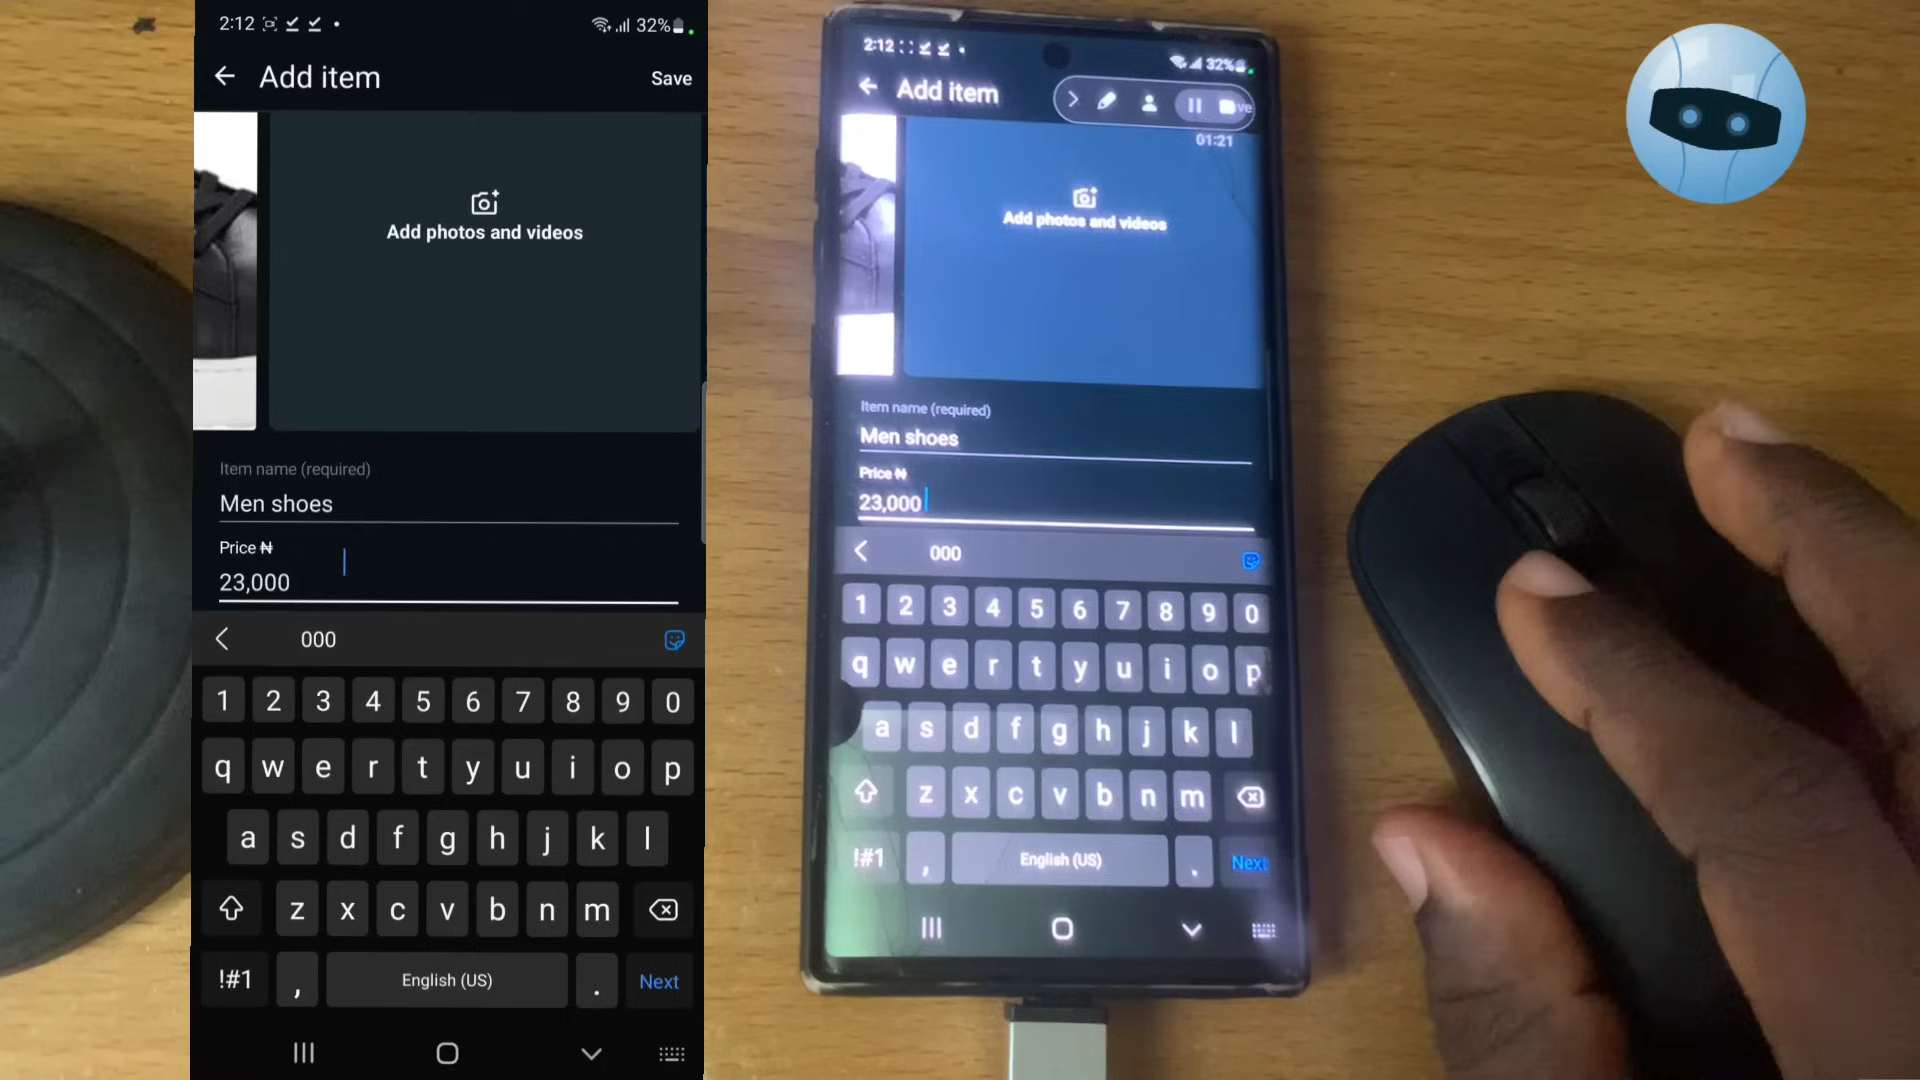 2:12
32%
Add item
Save
Add photos and videos
Item name (required)
Men shoes
Price ₦
23,000
000
1 2 3 4 5 6 7 8 9 0
q w e r t y u i o p
a s d f g h j k l
z x c v b n m
!#1 , English (US) . Next
2:12
32%
Add item
01:21
Add photos and videos
Item name (required)
Men shoes
Price ₦
23,000
000
1 2 3 4 5 6 7 8 9 0
q w e r t y u i o p
a s d f g h j k l
z x c v b n m
!#1 , English (US) . Next